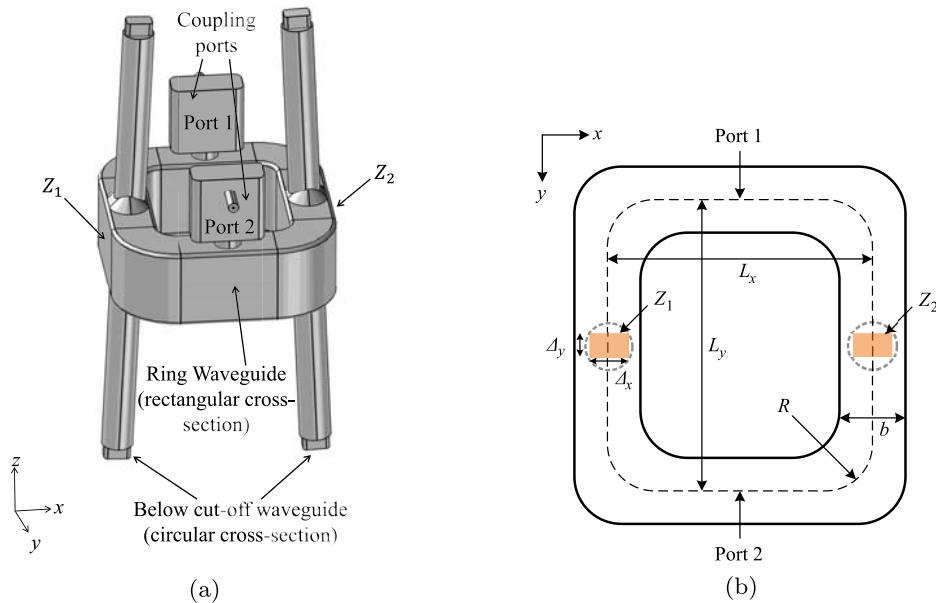 Coupling
ports
Port 1
Z₁
Z₂
Port 2
Ring Waveguide
(rectangular cross-
section)
z
x
y
Below cut-off waveguide
(circular cross-section)
(a)
x
y
Port 1
Lₓ
Z₁
Z₂
Δy
Ly
Δₓ
R
b
Port 2
(b)